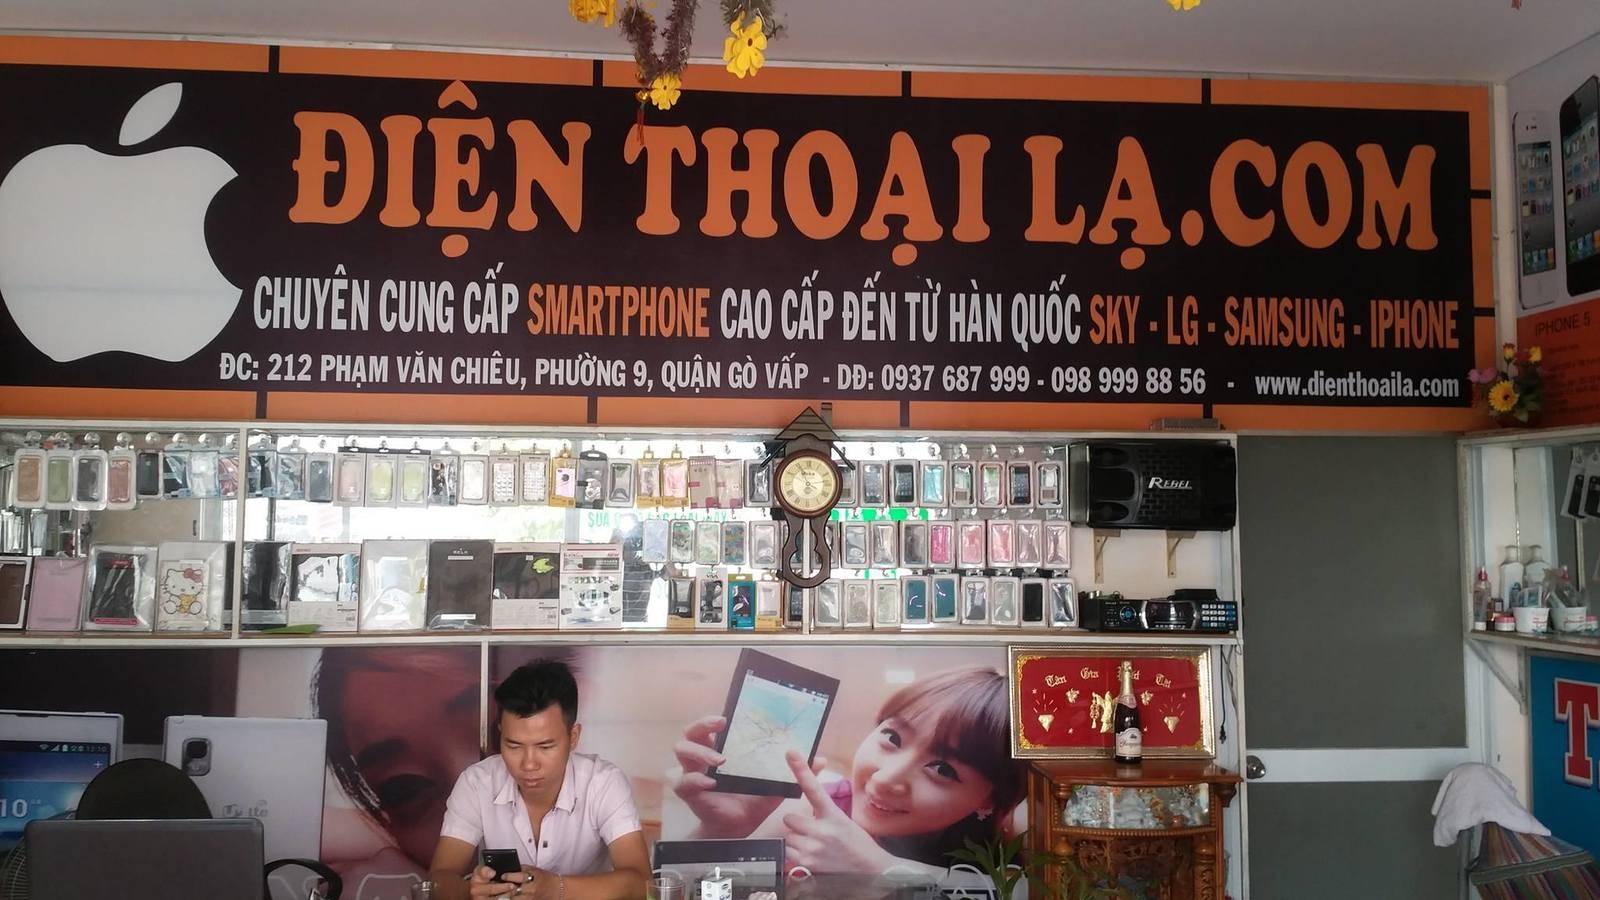 ĐIỆN THOẠI LẠ.COM
CHUYÊN CUNG CẤP SMARTPHONE CAO CẤP ĐẾN TỪ HÀN QUỐC SKY - LG - SAMSUNG - IPHONE
ĐC: 212 PHẠM VĂN CHIÊU, PHƯỜNG 9, QUẬN GÒ VẤP - DĐ: 0937 687 999 - 098 999 88 56 - www.dienthoaila.com
IPHONE 5
REBEL
Tân Gia
T